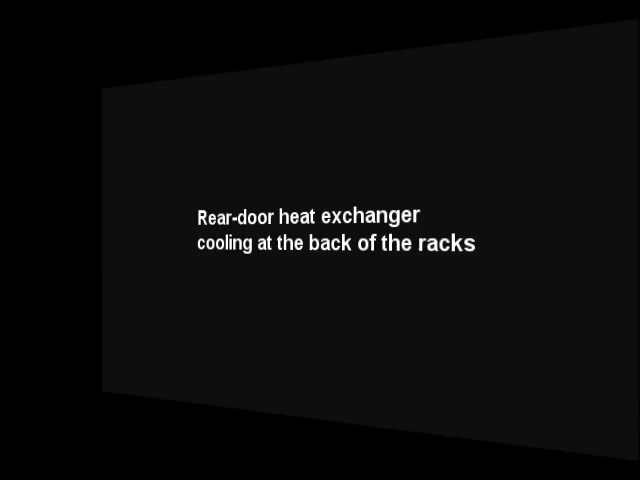 Rear-door heat exchanger
cooling at the back of the racks